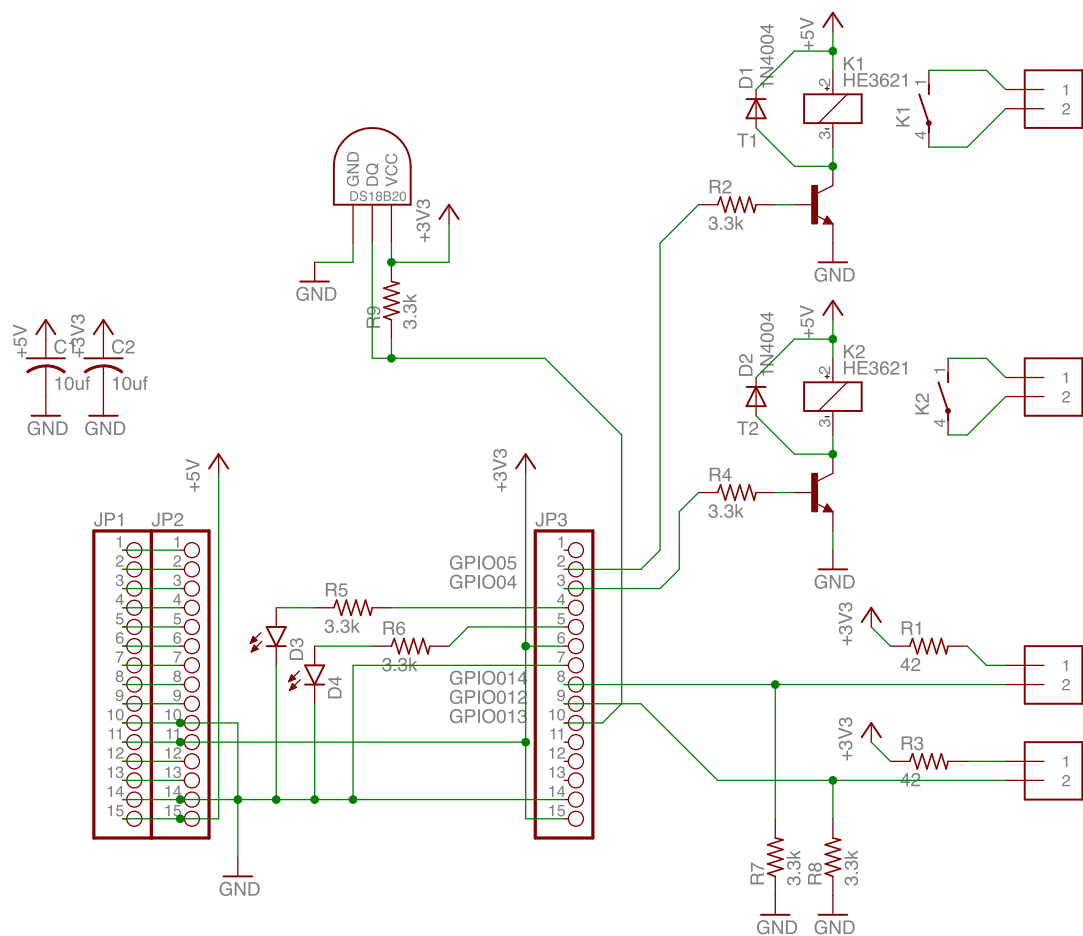 +5V
K1
HE3621
2
3
D1
1N4004
T1
R2
3.3k
GND
K1
1
4
1
2
GND
DQ
VCC
DS18B20
+3V3
GND
R9
3.3k
+5V
C1
10uf
GND
+3V3
C2
10uf
GND
+5V
K2
HE3621
2
3
D2
1N4004
T2
R4
3.3k
GND
K2
1
4
1
2
+5V
JP1
1
2
3
4
5
6
7
8
9
10
11
12
13
14
15
JP2
1
2
3
4
5
6
7
8
9
10
11
12
13
14
15
GND
R5
3.3k
D3
R6
3.3k
D4
+3V3
JP3
GPIO05
GPIO04
GPIO014
GPIO012
GPIO013
1
2
3
4
5
6
7
8
9
10
11
12
13
14
15
+3V3
R1
42
1
2
+3V3
R3
42
1
2
R7
3.3k
GND
R8
3.3k
GND